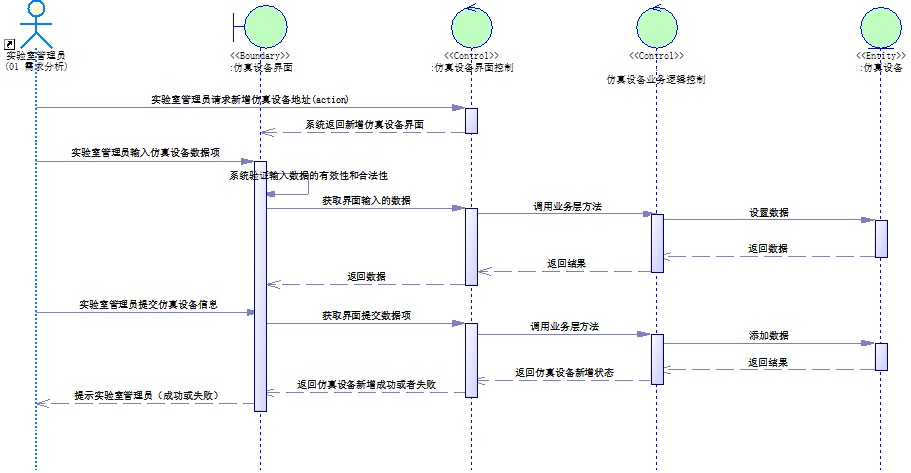 实验室管理员
(01 需求分析)
<<Boundary>>
:仿真设备界面
<<Control>>
:仿真设备界面控制
<<Control>>
仿真设备业务逻辑控制
<<Entity>>
:仿真设备
实验室管理员请求新增仿真设备地址(action)
系统返回新增仿真设备界面
实验室管理员输入仿真设备数据项
系统验证输入数据的有效性和合法性
获取界面输入的数据
调用业务层方法
设置数据
返回数据
返回结果
返回数据
实验室管理员提交仿真设备信息
获取界面提交数据项
调用业务层方法
添加数据
返回结果
返回仿真设备新增状态
返回仿真设备新增成功或者失败
提示实验室管理员（成功或失败）